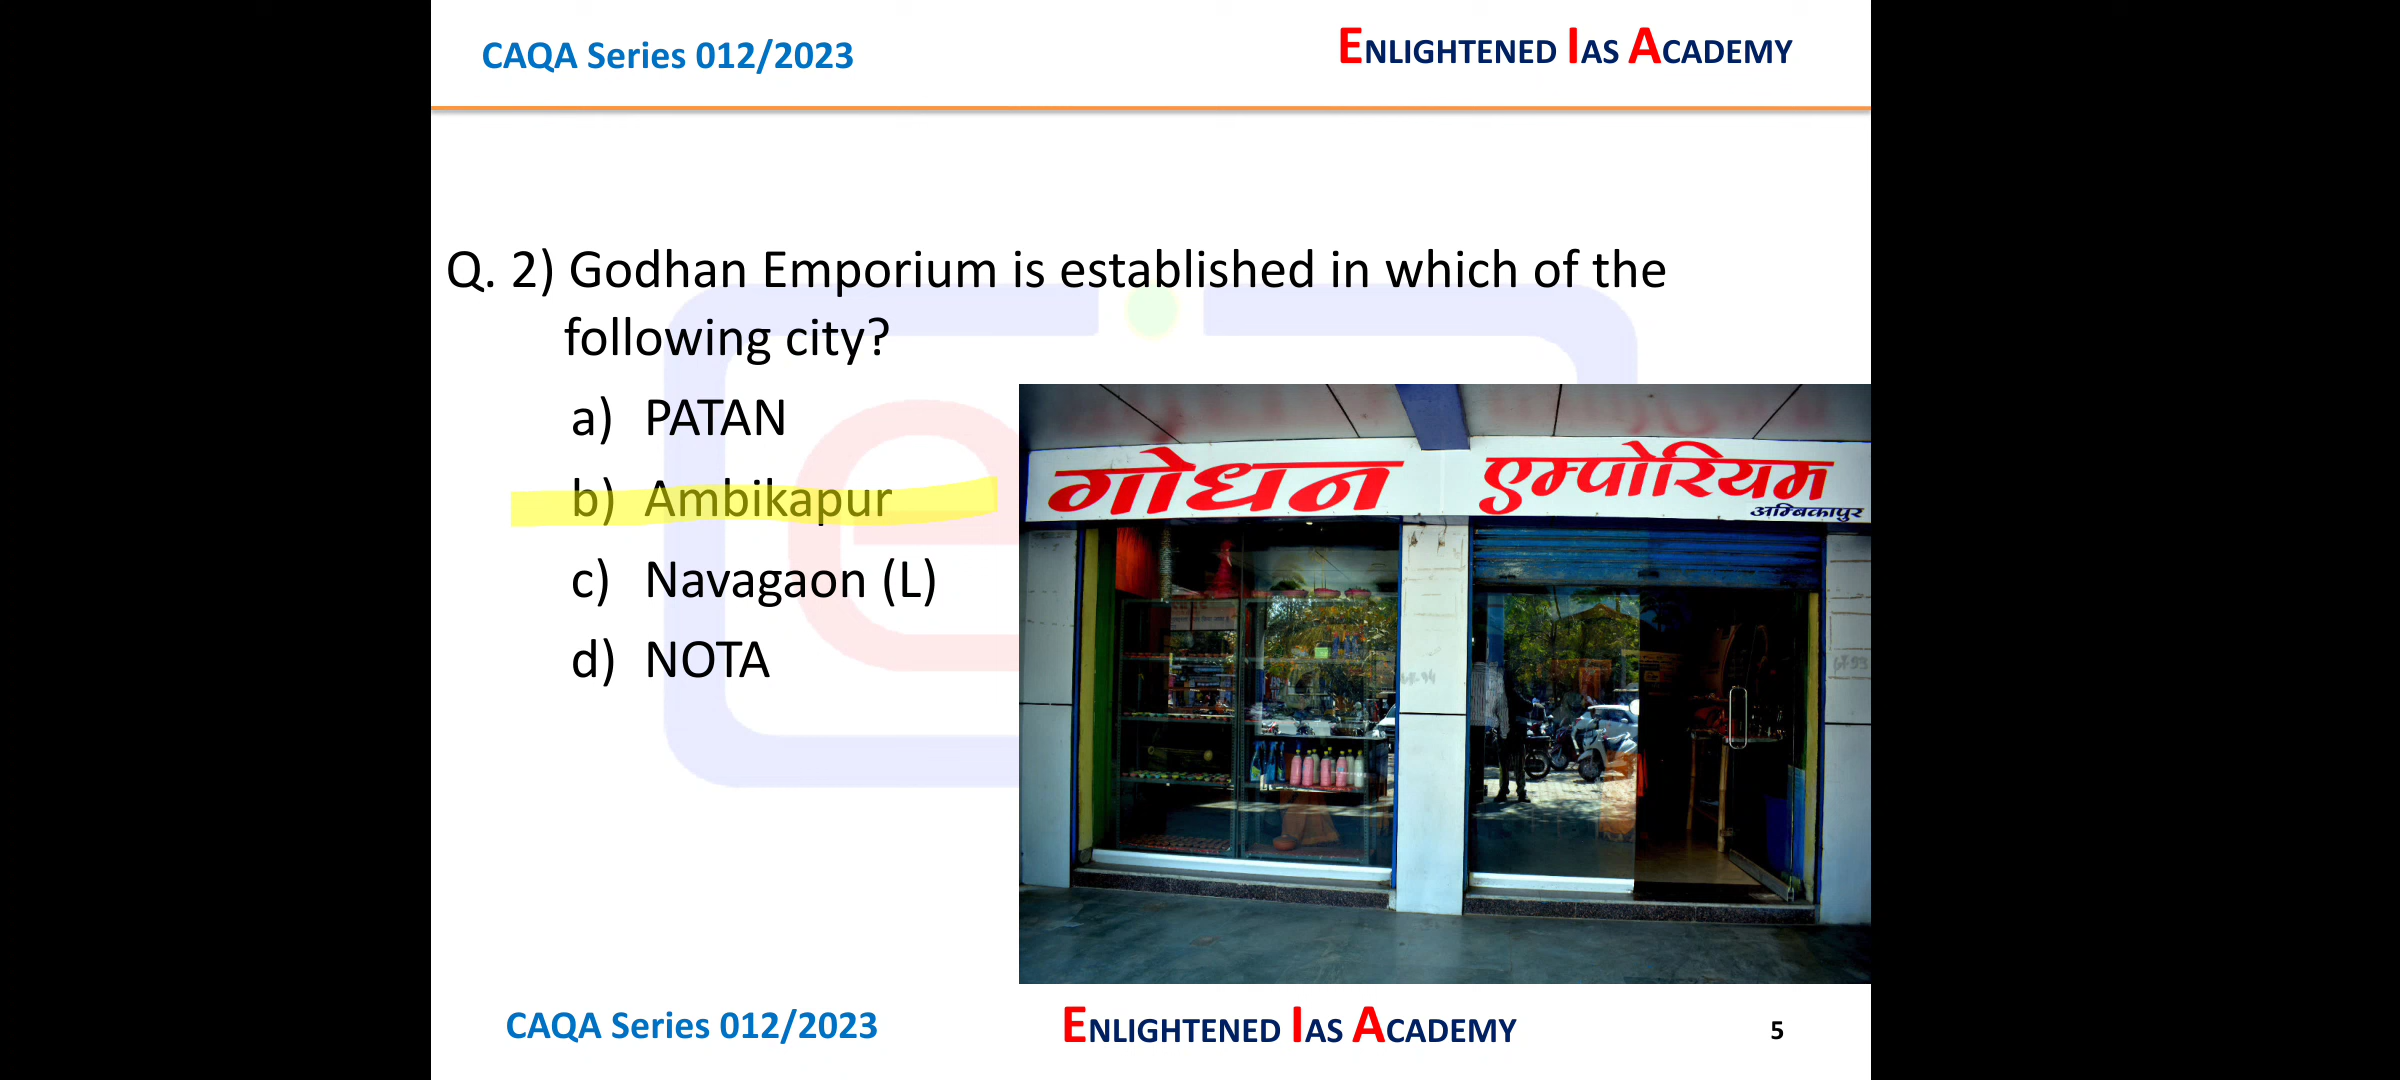 CAQA Series 012/2023
ENLIGHTENED IAS ACADEMY
Q. 2) Godhan Emporium is established in which of the
following city?
a) PATAN
b) Ambikapur
c) Navagaon (L)
d) NOTA
गोधन एम्पोरियम
अम्बिकापुर
CAQA Series 012/2023
ENLIGHTENED IAS ACADEMY
5